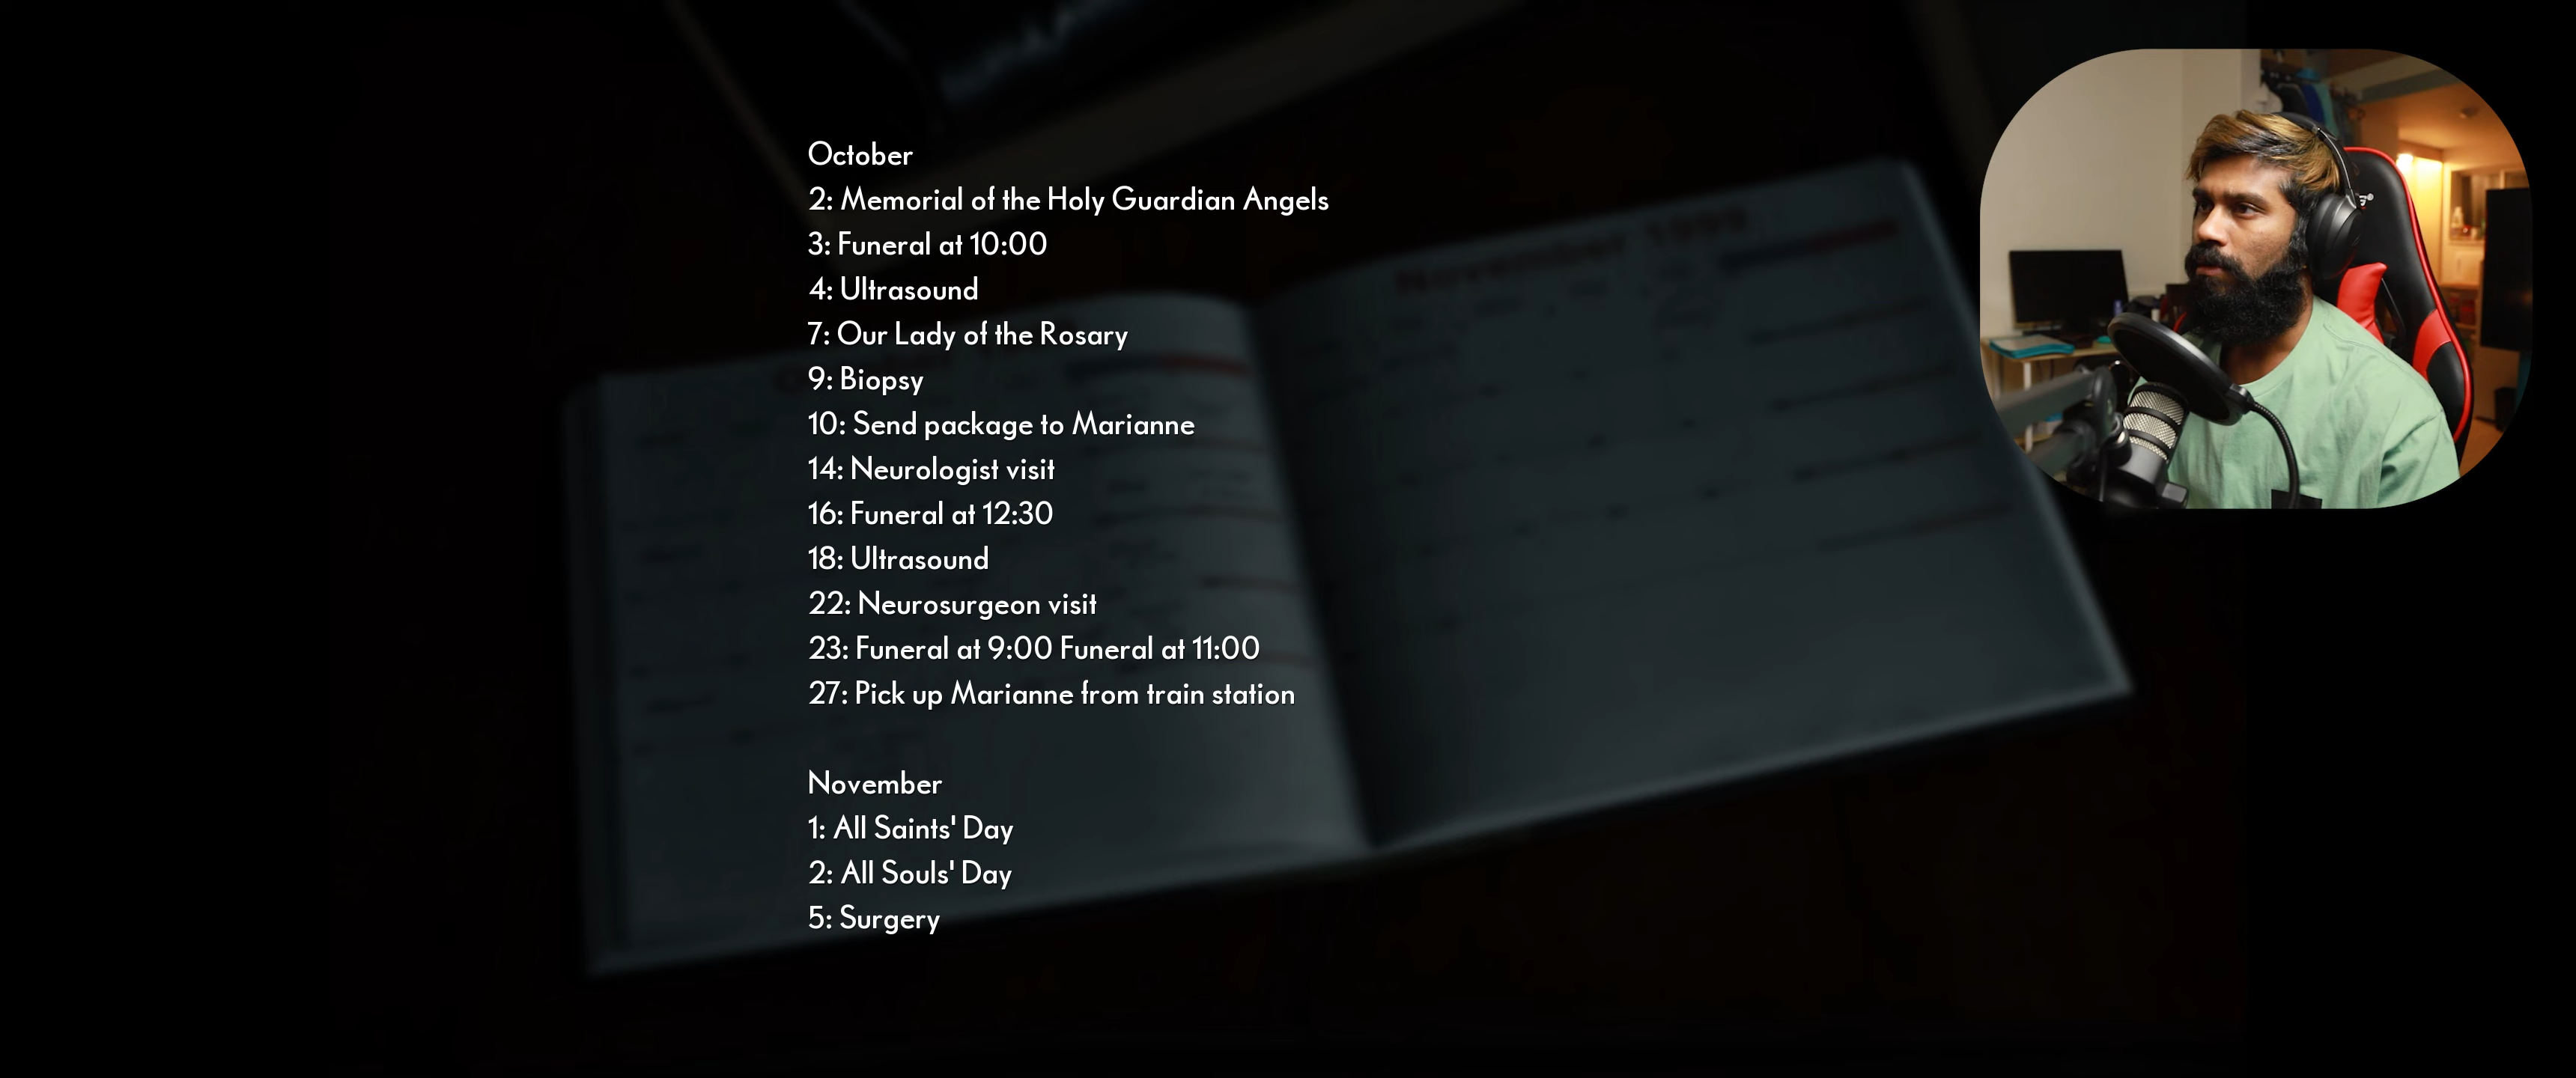 October
2: Memorial of the Holy Guardian Angels
3: Funeral at 10:00
4: Ultrasound
7: Our Lady of the Rosary
9: Biopsy
10: Send package to Marianne
14: Neurologist visit
16: Funeral at 12:30
18: Ultrasound
22: Neurosurgeon visit
23: Funeral at 9:00 Funeral at 11:00
27: Pick up Marianne from train station
November
1: All Saints' Day
2: All Souls' Day
5: Surgery